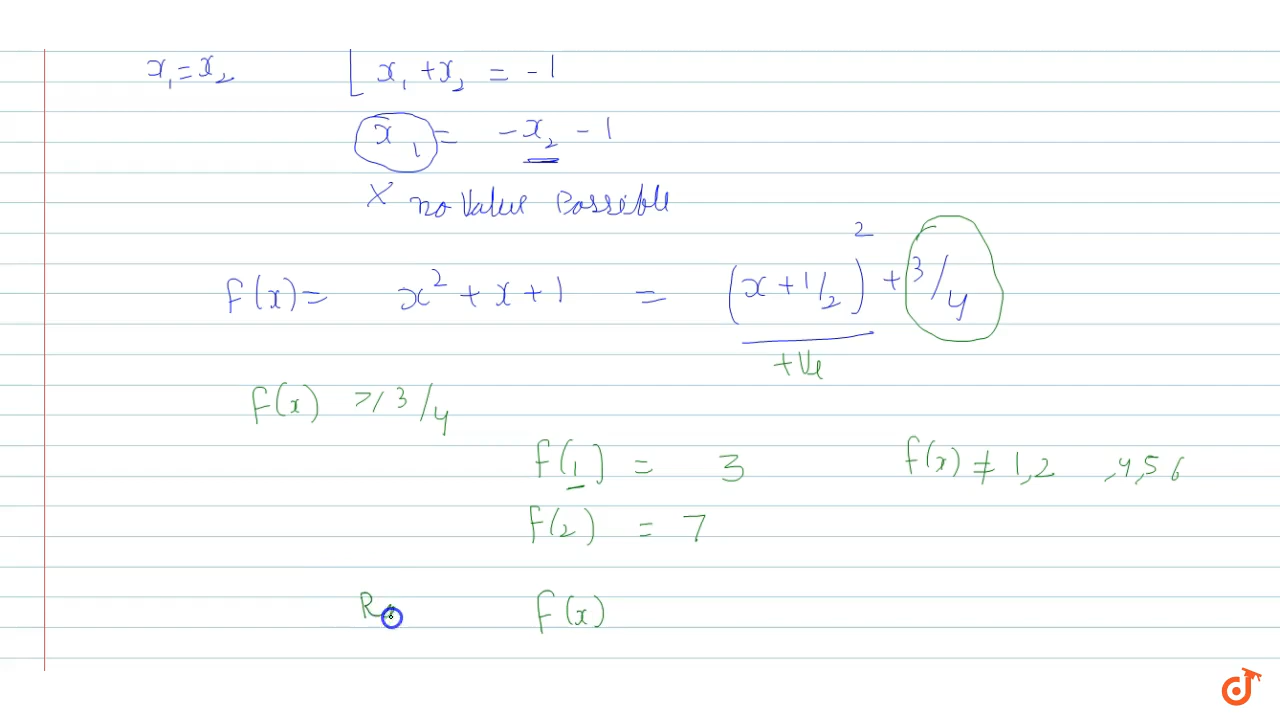 x₁ = x₂ x₁ + x₂ = -1
x₁ = -x₂ - 1
X no Value Possible
f(x) = x² + x + 1 = (x + 1/2)² + 3/4
+Ve
f(x) ≥ 3/4
f(1) = 3 f(x) ≠ 1,2 ,4,5 6
f(2) = 7
f(x)